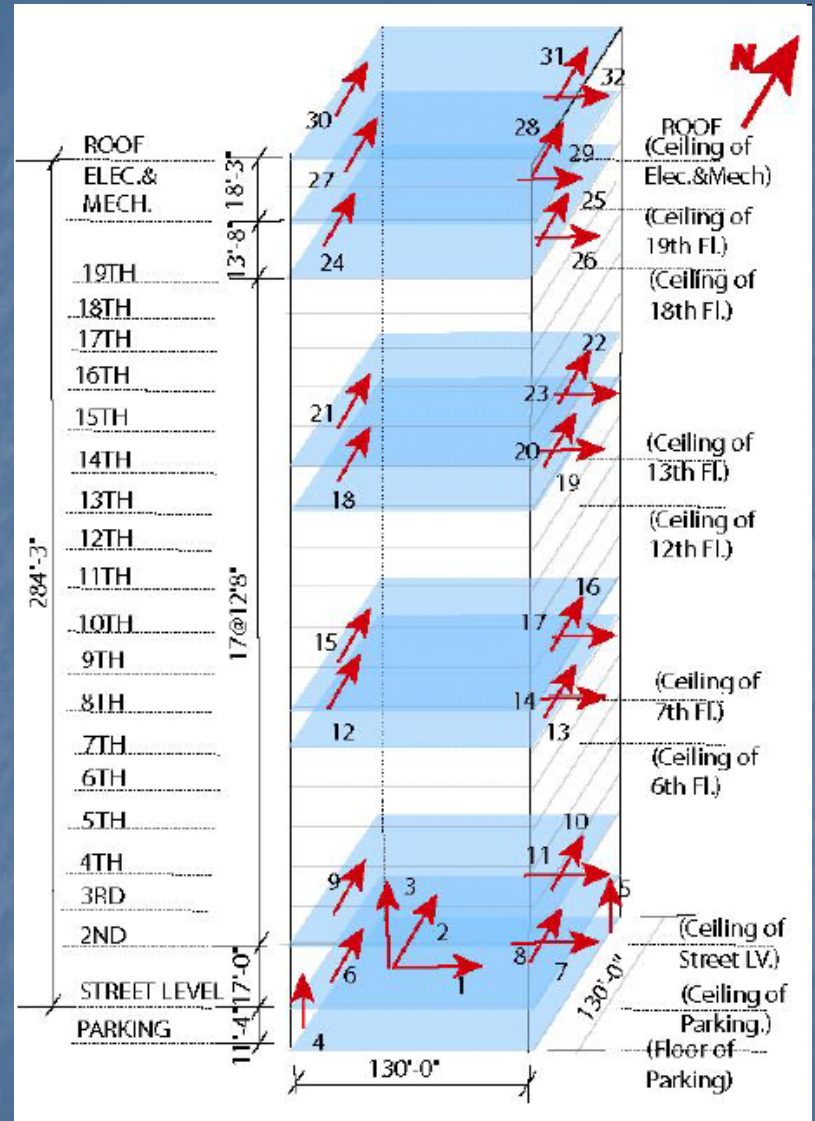 N
31
32
30
28
29
27
25
24
26
ROOF
ELEC.&
MECH.
18'-3"
13'-8"
ROOF
(Ceiling of
Elec.&Mech)
(Ceiling of
19th Fl.)
(Ceiling of
18th Fl.)
19TH
18TH
17TH
16TH
15TH
14TH
13TH
12TH
11TH
10TH
9TH
8TH
7TH
6TH
5TH
4TH
3RD
2ND
STREET LEVEL
PARKING
284'-3"
17@12'8"
17'-0"
11'-4"
22
23
21
20
19
18
(Ceiling of
13th Fl.)
(Ceiling of
12th Fl.)
16
17
15
14
13
12
(Ceiling of
7th Fl.)
(Ceiling of
6th Fl.)
10
11
9
3
5
2
8
7
6
1
4
(Ceiling of
Street LV.)
(Ceiling of
Parking.)
(Floor of
Parking)
130'-0"
130'-0"